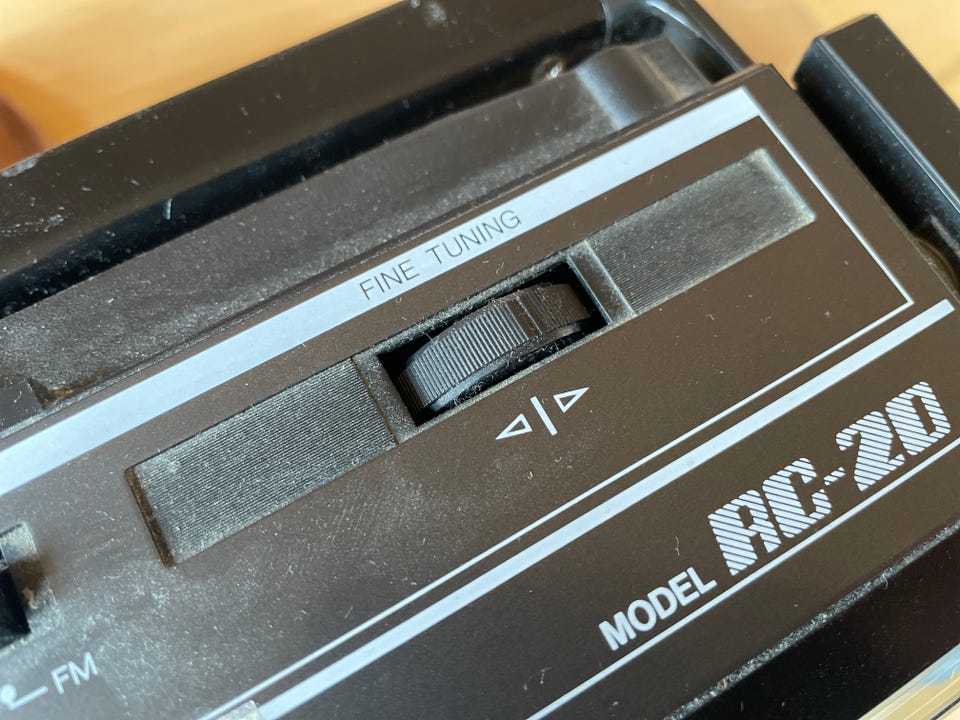 FINE TUNING
MODEL RC-20
FM